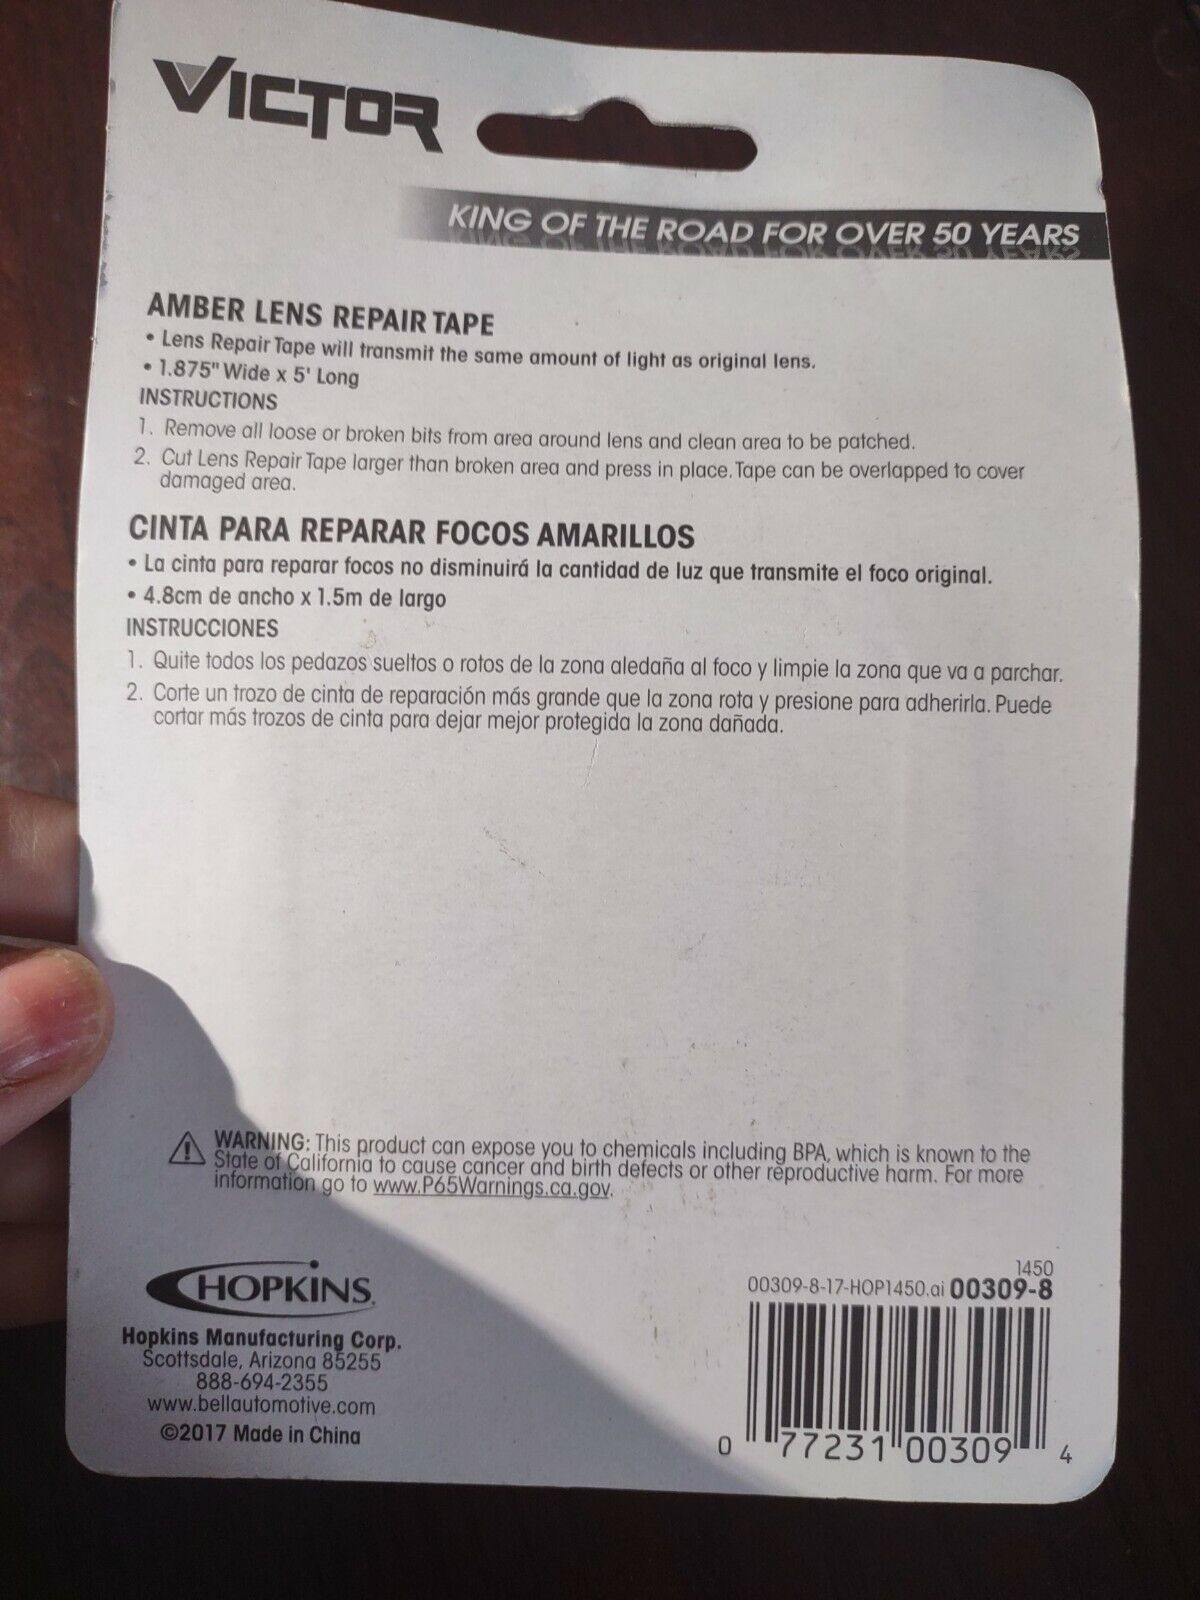 VICTOR
KING OF THE ROAD FOR OVER 50 YEARS
AMBER LENS REPAIR TAPE
• Lens Repair Tape will transmit the same amount of light as original lens.
• 1.875" Wide x 5' Long
INSTRUCTIONS
1. Remove all loose or broken bits from area around lens and clean area to be patched.
2. Cut Lens Repair Tape larger than broken area and press in place. Tape can be overlapped to cover
damaged area.
CINTA PARA REPARAR FOCOS AMARILLOS
• La cinta para reparar focos no disminuirá la cantidad de luz que transmite el foco original.
• 4.8cm de ancho x 1.5m de largo
INSTRUCCIONES
1. Quite todos los pedazos sueltos o rotos de la zona aledaña al foco y limpie la zona que va a parchar.
2. Corte un trozo de cinta de reparación más grande que la zona rota y presione para adherirla. Puede
cortar más trozos de cinta para dejar mejor protegida la zona dañada.
WARNING: This product can expose you to chemicals including BPA, which is known to the
State of California to cause cancer and birth defects or other reproductive harm. For more
information go to www.P65Warnings.ca.gov.
HOPKINS
Hopkins Manufacturing Corp.
Scottsdale, Arizona 85255
888-694-2355
www.bellautomotive.com
©2017 Made in China
1450
00309-8-17-HOP1450.ai 00309-8
0 77231 00309 4